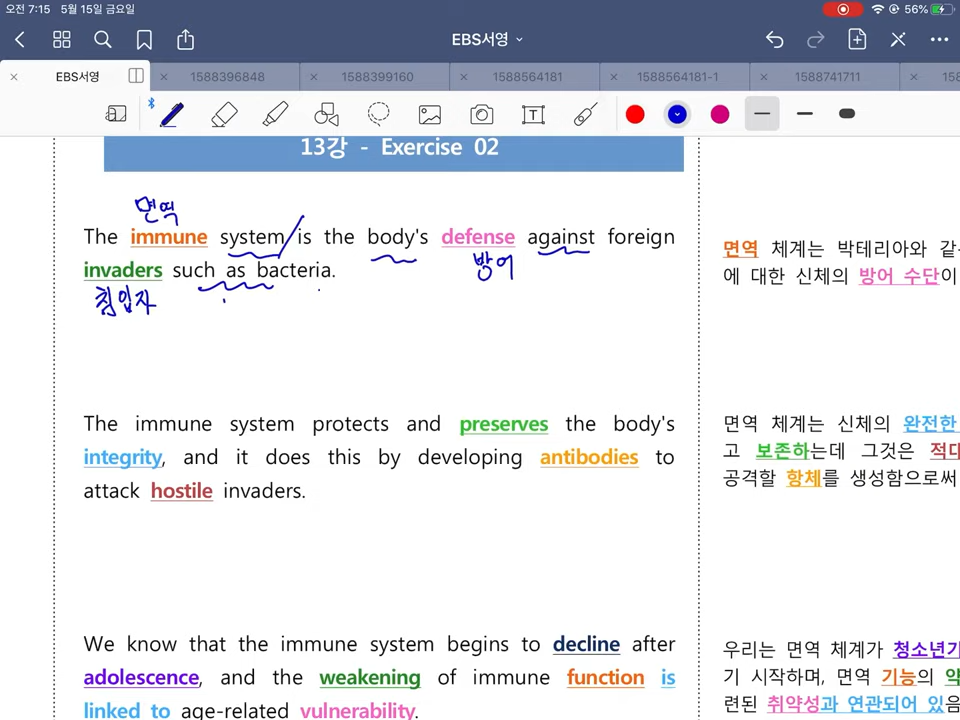 오전 7:15 5월 15일 금요일
56%
EBS서영
EBS서영
1588396848
1588399160
1588564181
1588564181-1
1588741711
158
13강 - Exercise 02
면역
The immune system is the body's defense against foreign
방어
invaders such as bacteria.
침입자
The immune system protects and preserves the body's
integrity, and it does this by developing antibodies to
attack hostile invaders.
We know that the immune system begins to decline after
adolescence, and the weakening of immune function is
linked to age-related vulnerability.
면역 체계는 박테리아와 같
에 대한 신체의 방어 수단이
면역 체계는 신체의 완전한
고 보존하는데 그것은 적대
공격할 항체를 생성함으로써
우리는 면역 체계가 청소년기
기 시작하며, 면역 기능의 약
련된 취약성과 연관되어 있음